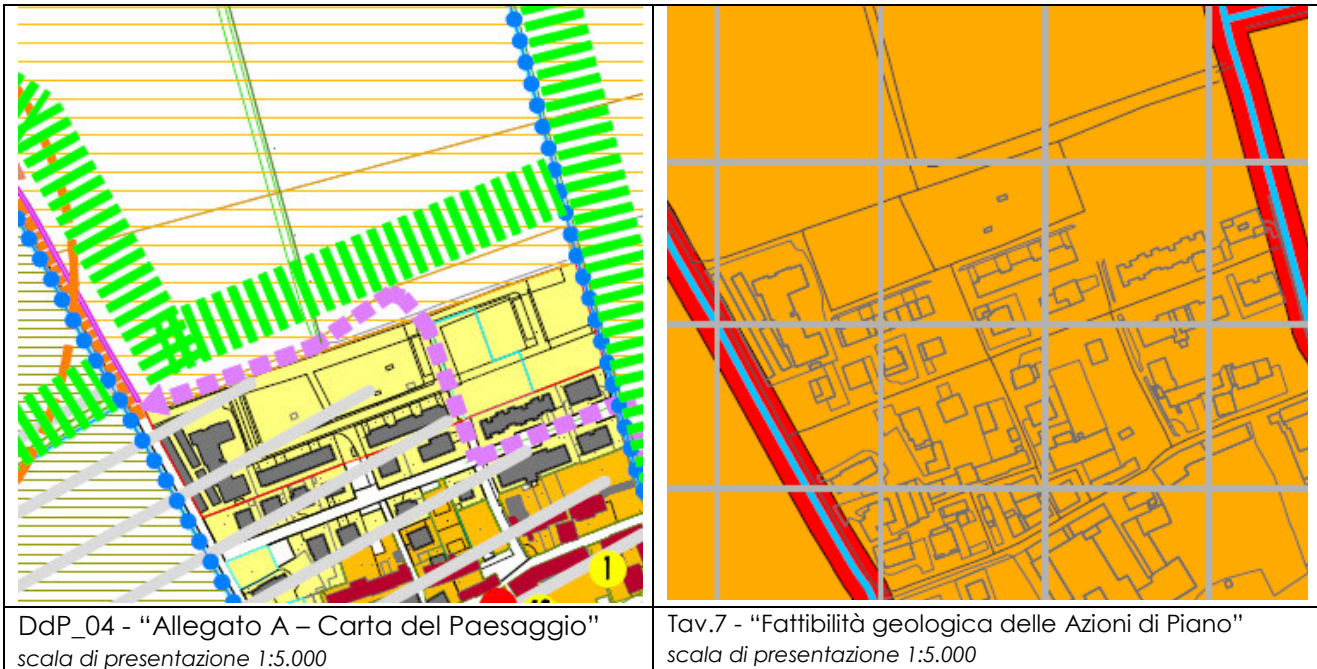 1
DdP_04 - “Allegato A – Carta del Paesaggio”
scala di presentazione 1:5.000
Tav.7 - “Fattibilità geologica delle Azioni di Piano”
scala di presentazione 1:5.000